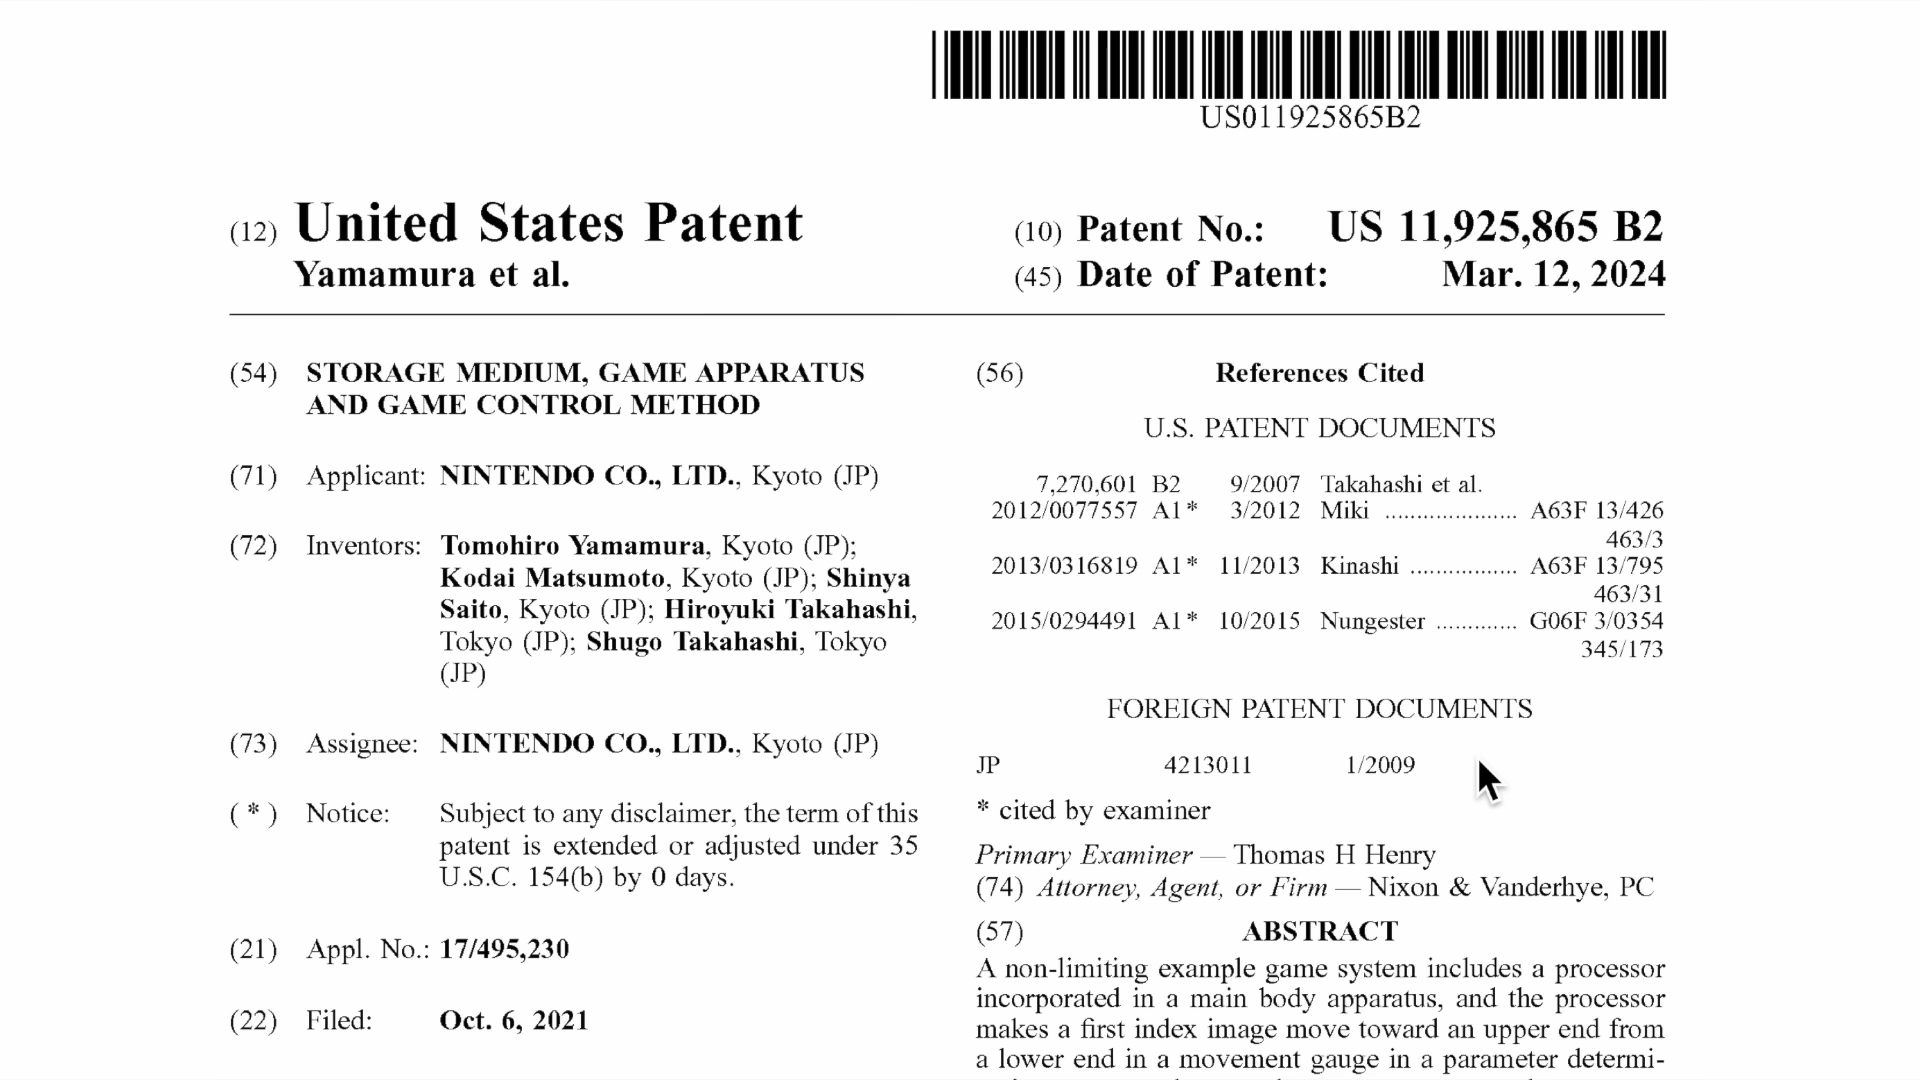 US011925865B2
(12) United States Patent
Yamamura et al.
(10) Patent No.: US 11,925,865 B2
(45) Date of Patent: Mar. 12, 2024
(54) STORAGE MEDIUM, GAME APPARATUS
AND GAME CONTROL METHOD
(71) Applicant: NINTENDO CO., LTD., Kyoto (JP)
(72) Inventors: Tomohiro Yamamura, Kyoto (JP);
Kodai Matsumoto, Kyoto (JP); Shinya
Saito, Kyoto (JP); Hiroyuki Takahashi,
Tokyo (JP); Shugo Takahashi, Tokyo
(JP)
(73) Assignee: NINTENDO CO., LTD., Kyoto (JP)
( * ) Notice: Subject to any disclaimer, the term of this
patent is extended or adjusted under 35
U.S.C. 154(b) by 0 days.
(21) Appl. No.: 17/495,230
(22) Filed: Oct. 6, 2021
(56) References Cited
U.S. PATENT DOCUMENTS
7,270,601 B2 9/2007 Takahashi et al.
2012/0077557 A1* 3/2012 Miki ..................... A63F 13/426
463/3
2013/0316819 A1* 11/2013 Kinashi ................. A63F 13/795
463/31
2015/0294491 A1* 10/2015 Nungester ............. G06F 3/0354
345/173
FOREIGN PATENT DOCUMENTS
JP 4213011 1/2009
* cited by examiner
Primary Examiner — Thomas H Henry
(74) Attorney, Agent, or Firm — Nixon & Vanderhye, PC
(57) ABSTRACT
A non-limiting example game system includes a processor
incorporated in a main body apparatus, and the processor
makes a first index image move toward an upper end from
a lower end in a movement gauge in a parameter determi-